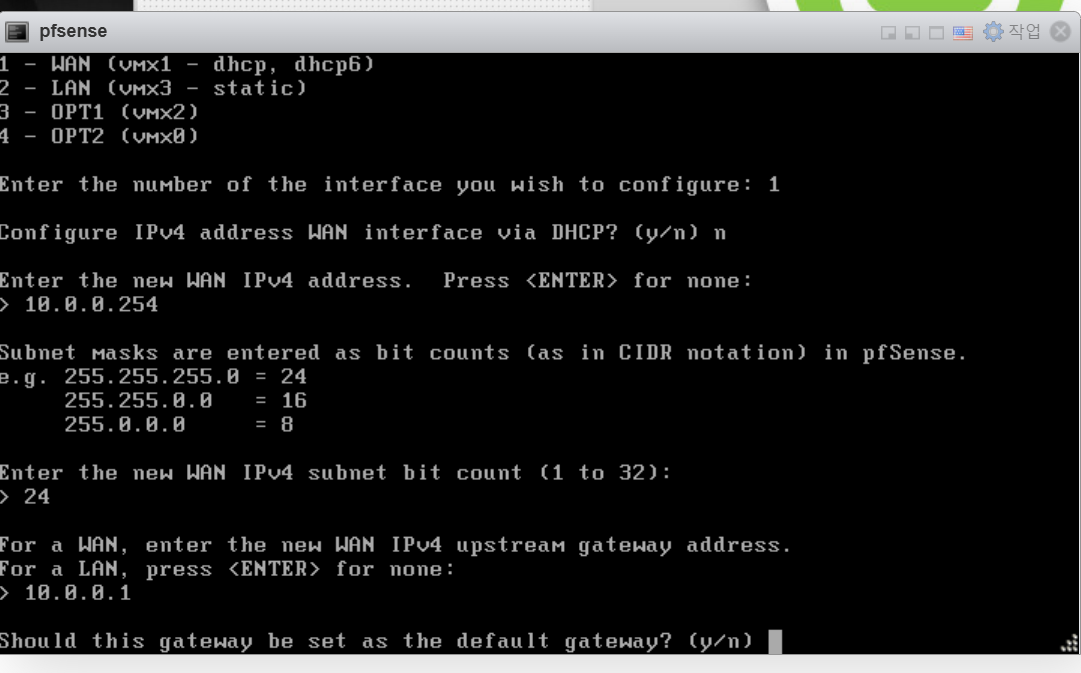 pfsense
작업
1 - WAN (vmx1 - dhcp, dhcp6)
2 - LAN (vmx3 - static)
3 - OPT1 (vmx2)
4 - OPT2 (vmx0)
Enter the number of the interface you wish to configure: 1
Configure IPv4 address WAN interface via DHCP? (y/n) n
Enter the new WAN IPv4 address.  Press <ENTER> for none:
> 10.0.0.254
Subnet masks are entered as bit counts (as in CIDR notation) in pfSense.
e.g. 255.255.255.0 = 24
     255.255.0.0   = 16
     255.0.0.0     = 8
Enter the new WAN IPv4 subnet bit count (1 to 32):
> 24
For a WAN, enter the new WAN IPv4 upstream gateway address.
For a LAN, press <ENTER> for none:
> 10.0.0.1
Should this gateway be set as the default gateway? (y/n)